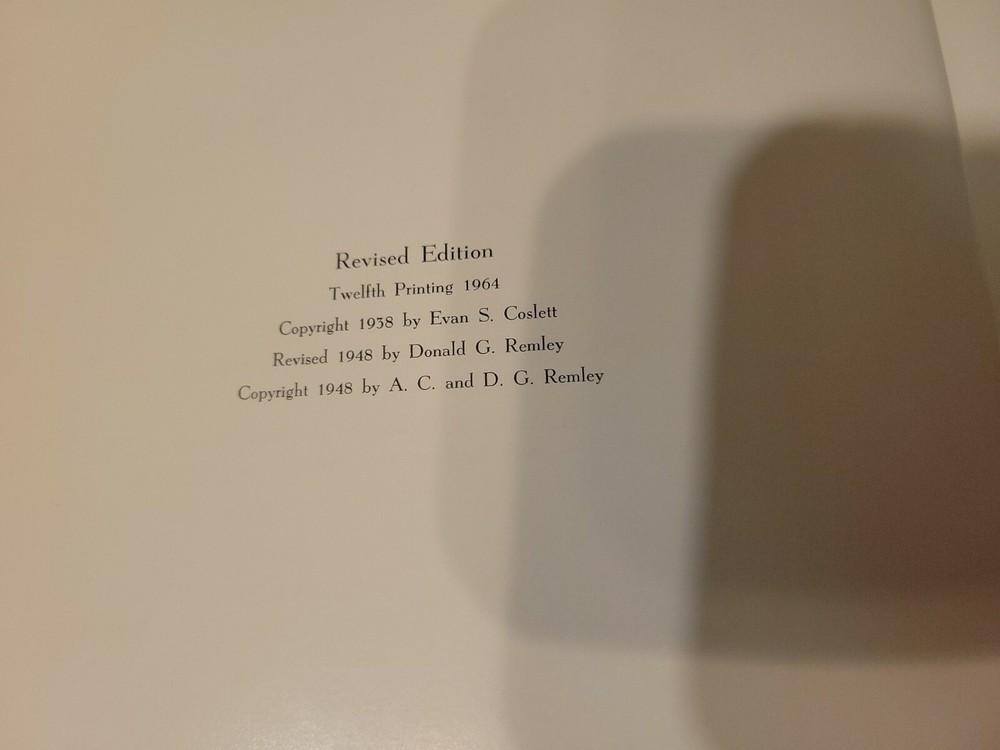 Revised Edition
Twelfth Printing 1964
Copyright 1938 by Evan S. Coslett
Revised 1948 by Donald G. Remley
Copyright 1948 by A. C. and D. G. Remley